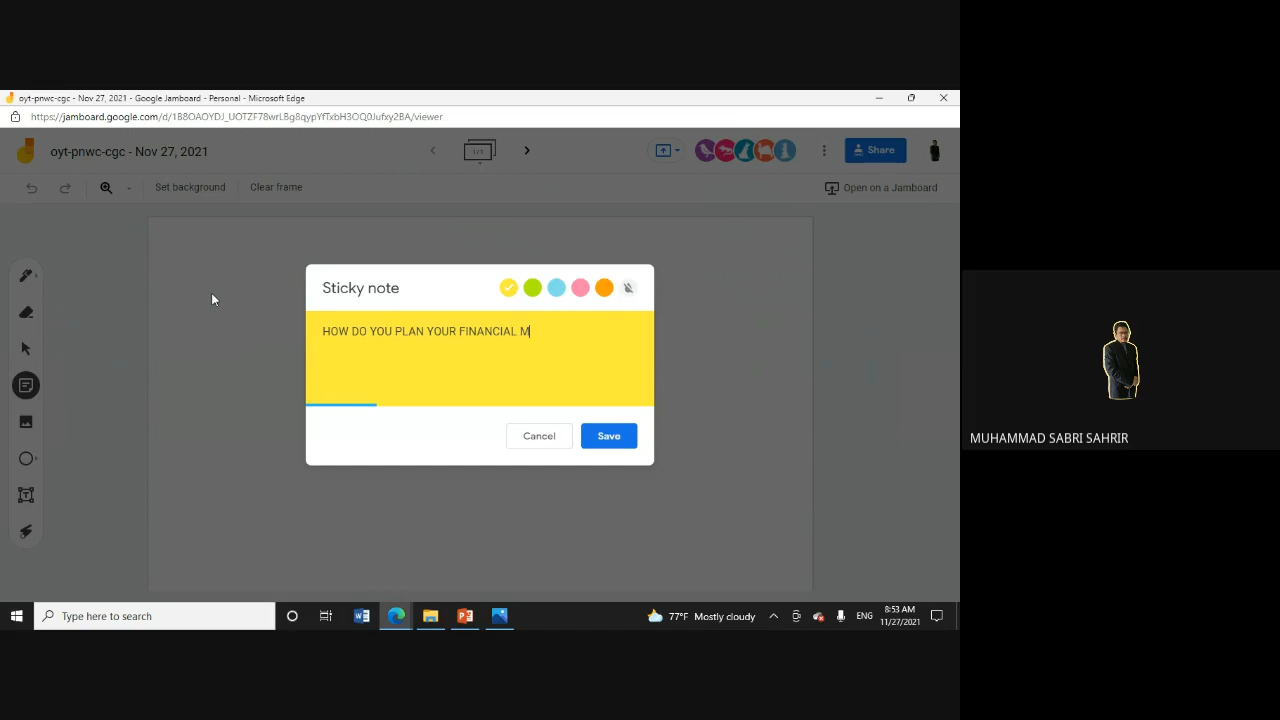 oyt-pnwc-cgc - Nov 27, 2021 - Google Jamboard - Personal - Microsoft Edge
oyt-pnwc-cgc - Nov 27, 2021
1/1
Share
Set background
Clear frame
Open on a Jamboard
Sticky note
HOW DO YOU PLAN YOUR FINANCIAL M
Cancel
Save
MUHAMMAD SABRI SAHRIR
Type here to search
77°F Mostly cloudy
ENG
8:53 AM
11/27/2021